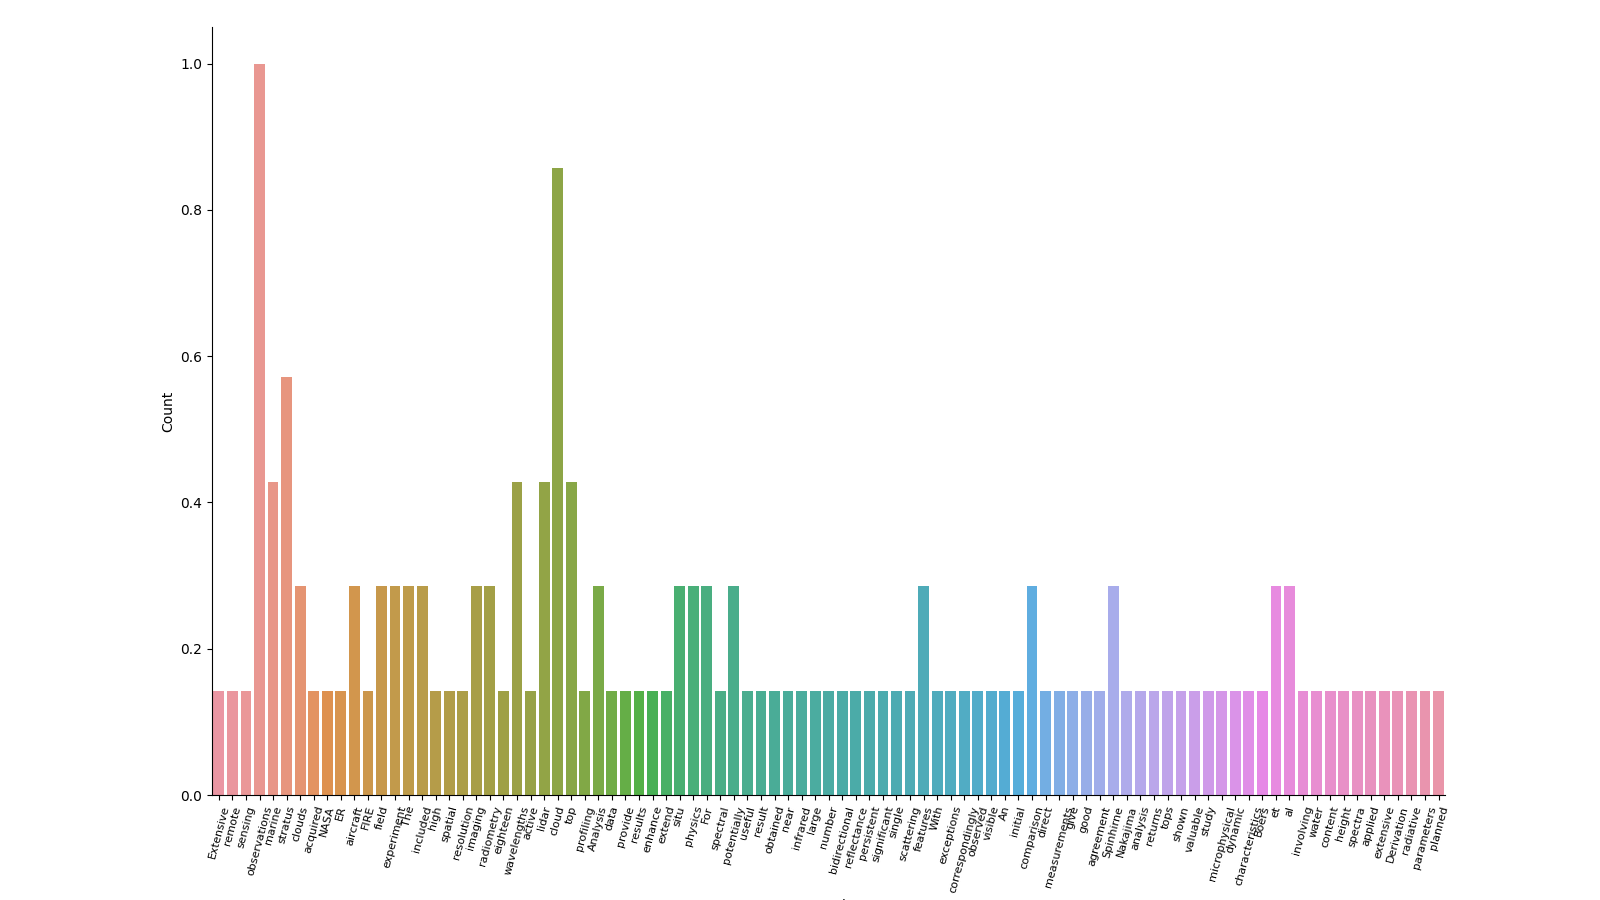 1.0
0.8
0.6
0.4
0.2
0.0
Count
Extensive
remote
sensing
observations
marine
stratus
clouds
acquired
NASA
ER
aircraft
FIRE
field
experiment
The
included
high
spatial
resolution
imaging
radiometry
eighteen
wavelengths
active
lidar
cloud
top
profiling
Analysis
data
provide
results
enhance
extend
situ
physics
For
spectral
potentially
useful
result
obtained
near
infrared
large
number
bidirectional
reflectance
persistent
significant
single
scattering
features
With
exceptions
correspondingly
observed
visible
An
initial
comparison
direct
measurements
give
good
agreement
Spinhirne
Nakajima
analysis
returns
tops
shown
valuable
study
microphysical
dynamic
characteristics
Boers
et
al
involving
water
content
height
spectra
applied
extensive
Derivation
radiative
parameters
planned